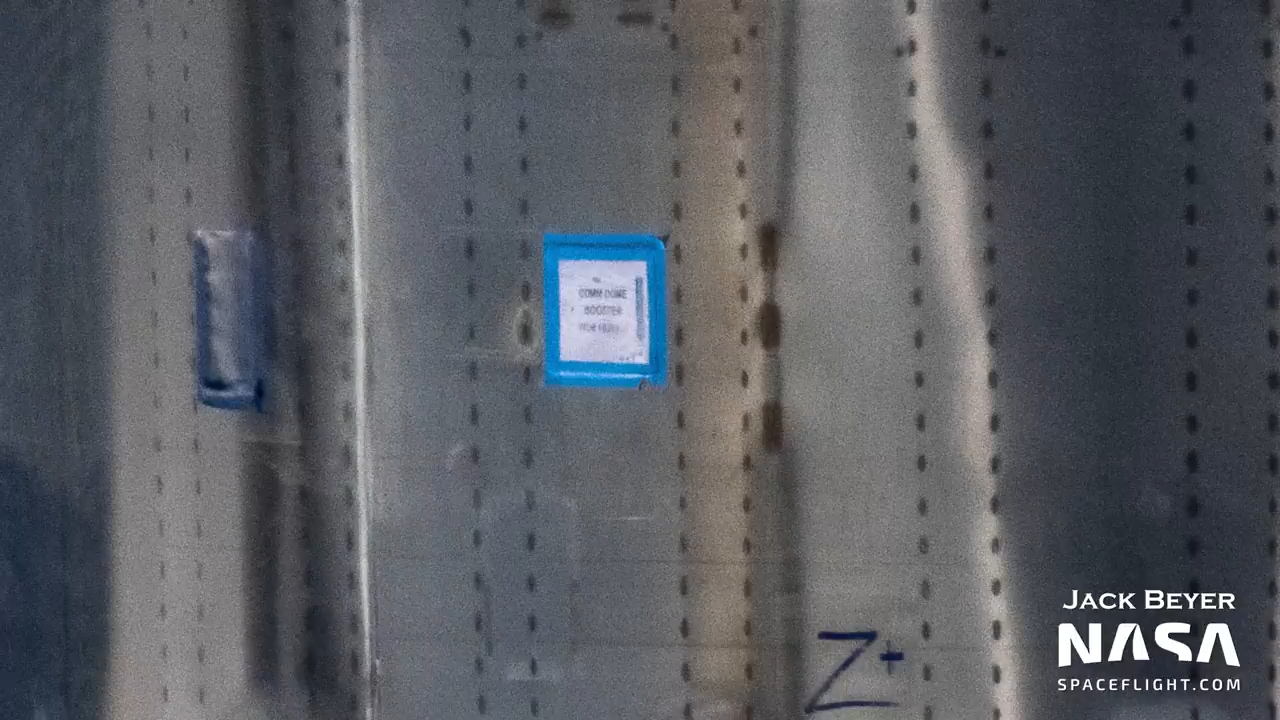 COMM DOME
BOOSTER
Z+
JACK BEYER
NASA
SPACEFLIGHT.COM